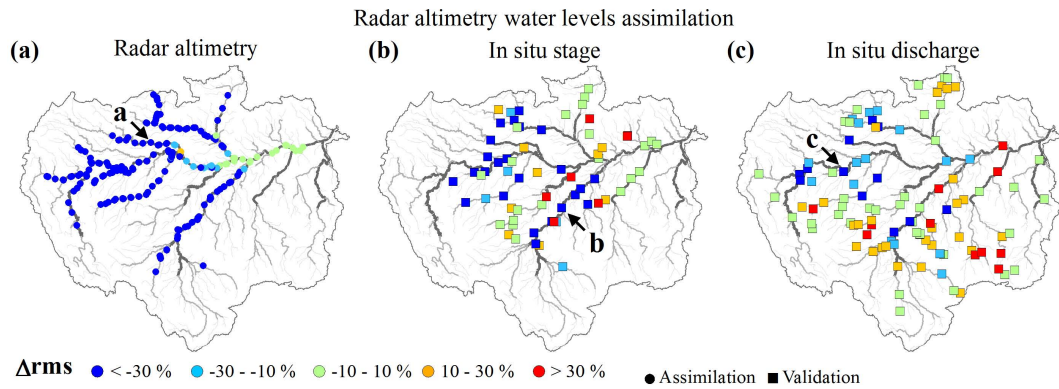 Radar altimetry water levels assimilation
(a) Radar altimetry (b) In situ stage (c) In situ discharge
a
c
b
Δrms < -30 % -30 - -10 % -10 - 10 % 10 - 30 % > 30 % Assimilation Validation